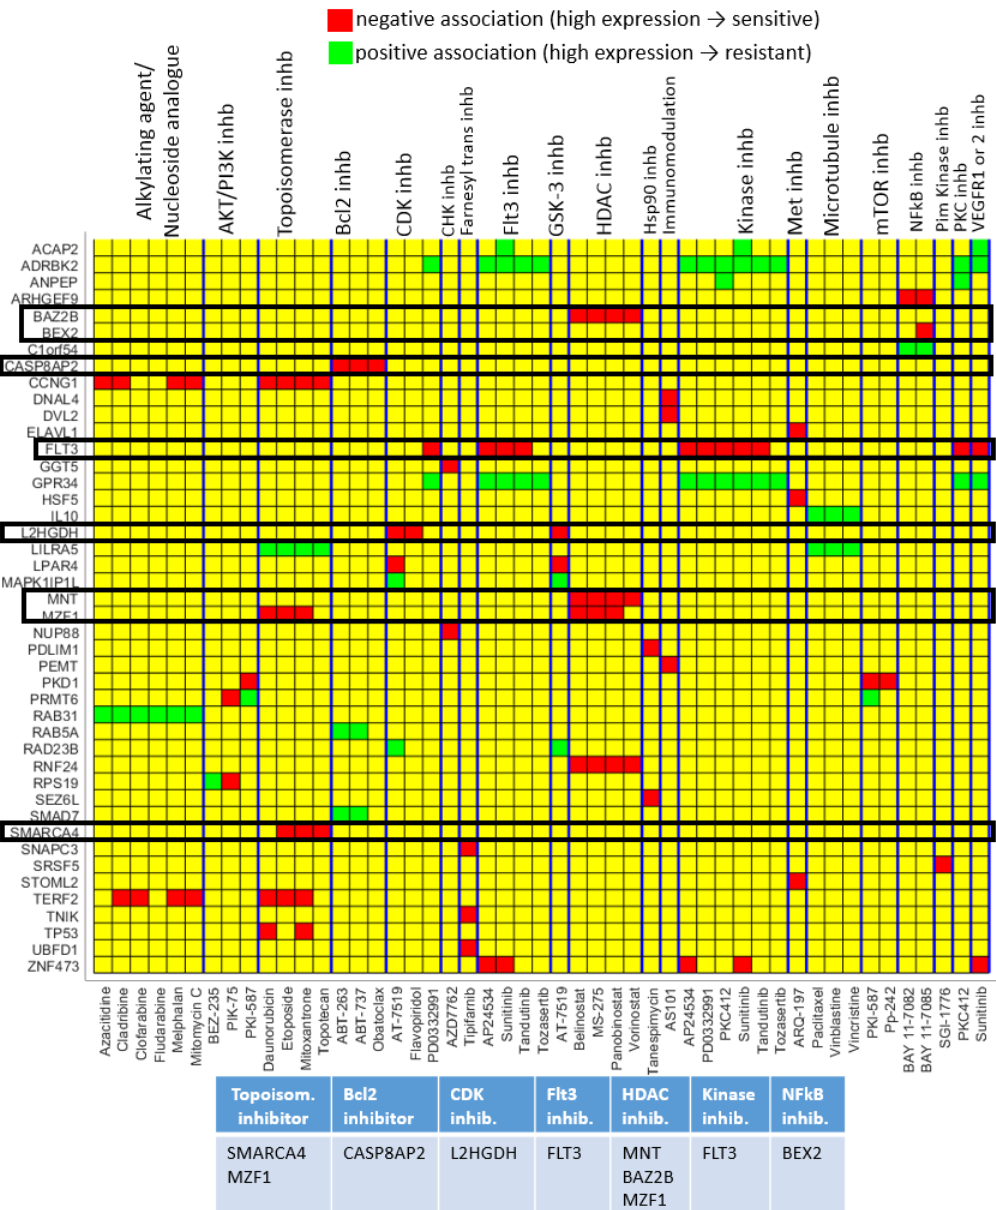 negative association (high expression → sensitive)
positive association (high expression → resistant)
Alkylating agent/
Nucleoside analogue
AKT/PI3K inhb
Topoisomerase inhb
Bcl2 inhb
CDK inhb
CHK inhb
Farnesyl trans inhb
Flt3 inhb
GSK-3 inhb
HDAC inhb
Hsp90 inhb
Immunomodulation
Kinase inhb
Met inhb
Microtubule inhb
mTOR inhb
NFkB inhb
Pim Kinase inhb
PKC inhb
VEGFR1 or 2 inhb
ACAP2
ADRBK2
ANPEP
ARHGEF9
BAZ2B
BEX2
C1orf54
CASP8AP2
CCNG1
DNAL4
DVL2
ELAVL1
FLT3
GGT5
GPR34
HSF5
IL10
L2HGDH
LILRA5
LPAR4
MAPK1IP1L
MNT
MZF1
NUP88
PDLIM1
PEMT
PKD1
PRMT6
RAB31
RAB5A
RAD23B
RNF24
RPS19
SEZ6L
SMAD7
SMARCA4
SNAPC3
SRSF5
STOML2
TERF2
TNIK
TP53
UBFD1
ZNF473
Azacitidine
Cladribine
Clofarabine
Fludarabine
Melphalan
Mitomycin C
BEZ-235
PIK-75
PKI-587
Daunorubicin
Etoposide
Mitoxantrone
Topotecan
ABT-263
ABT-737
Obatoclax
AT-7519
Flavopiridol
PD0332991
AZD7762
Tipifarnib
AP24534
Sunitinib
Tandutinib
Tozasertib
AT-7519
Belinostat
MS-275
Panobinostat
Vorinostat
Tanespimycin
AS101
AP24534
PD0332991
PKC412
Sunitinib
Tandutinib
Tozasertib
ARQ-197
Paclitaxel
Vinblastine
Vincristine
PKI-587
Pp-242
BAY 11-7082
BAY 11-7085
SGI-1776
PKC412
Sunitinib
Topoisom. inhibitor
Bcl2 inhibitor
CDK inhib.
Flt3 inhib.
HDAC inhib.
Kinase inhib.
NFkB inhib.
SMARCA4
MZF1
CASP8AP2
L2HGDH
FLT3
MNT
BAZ2B
MZF1
FLT3
BEX2